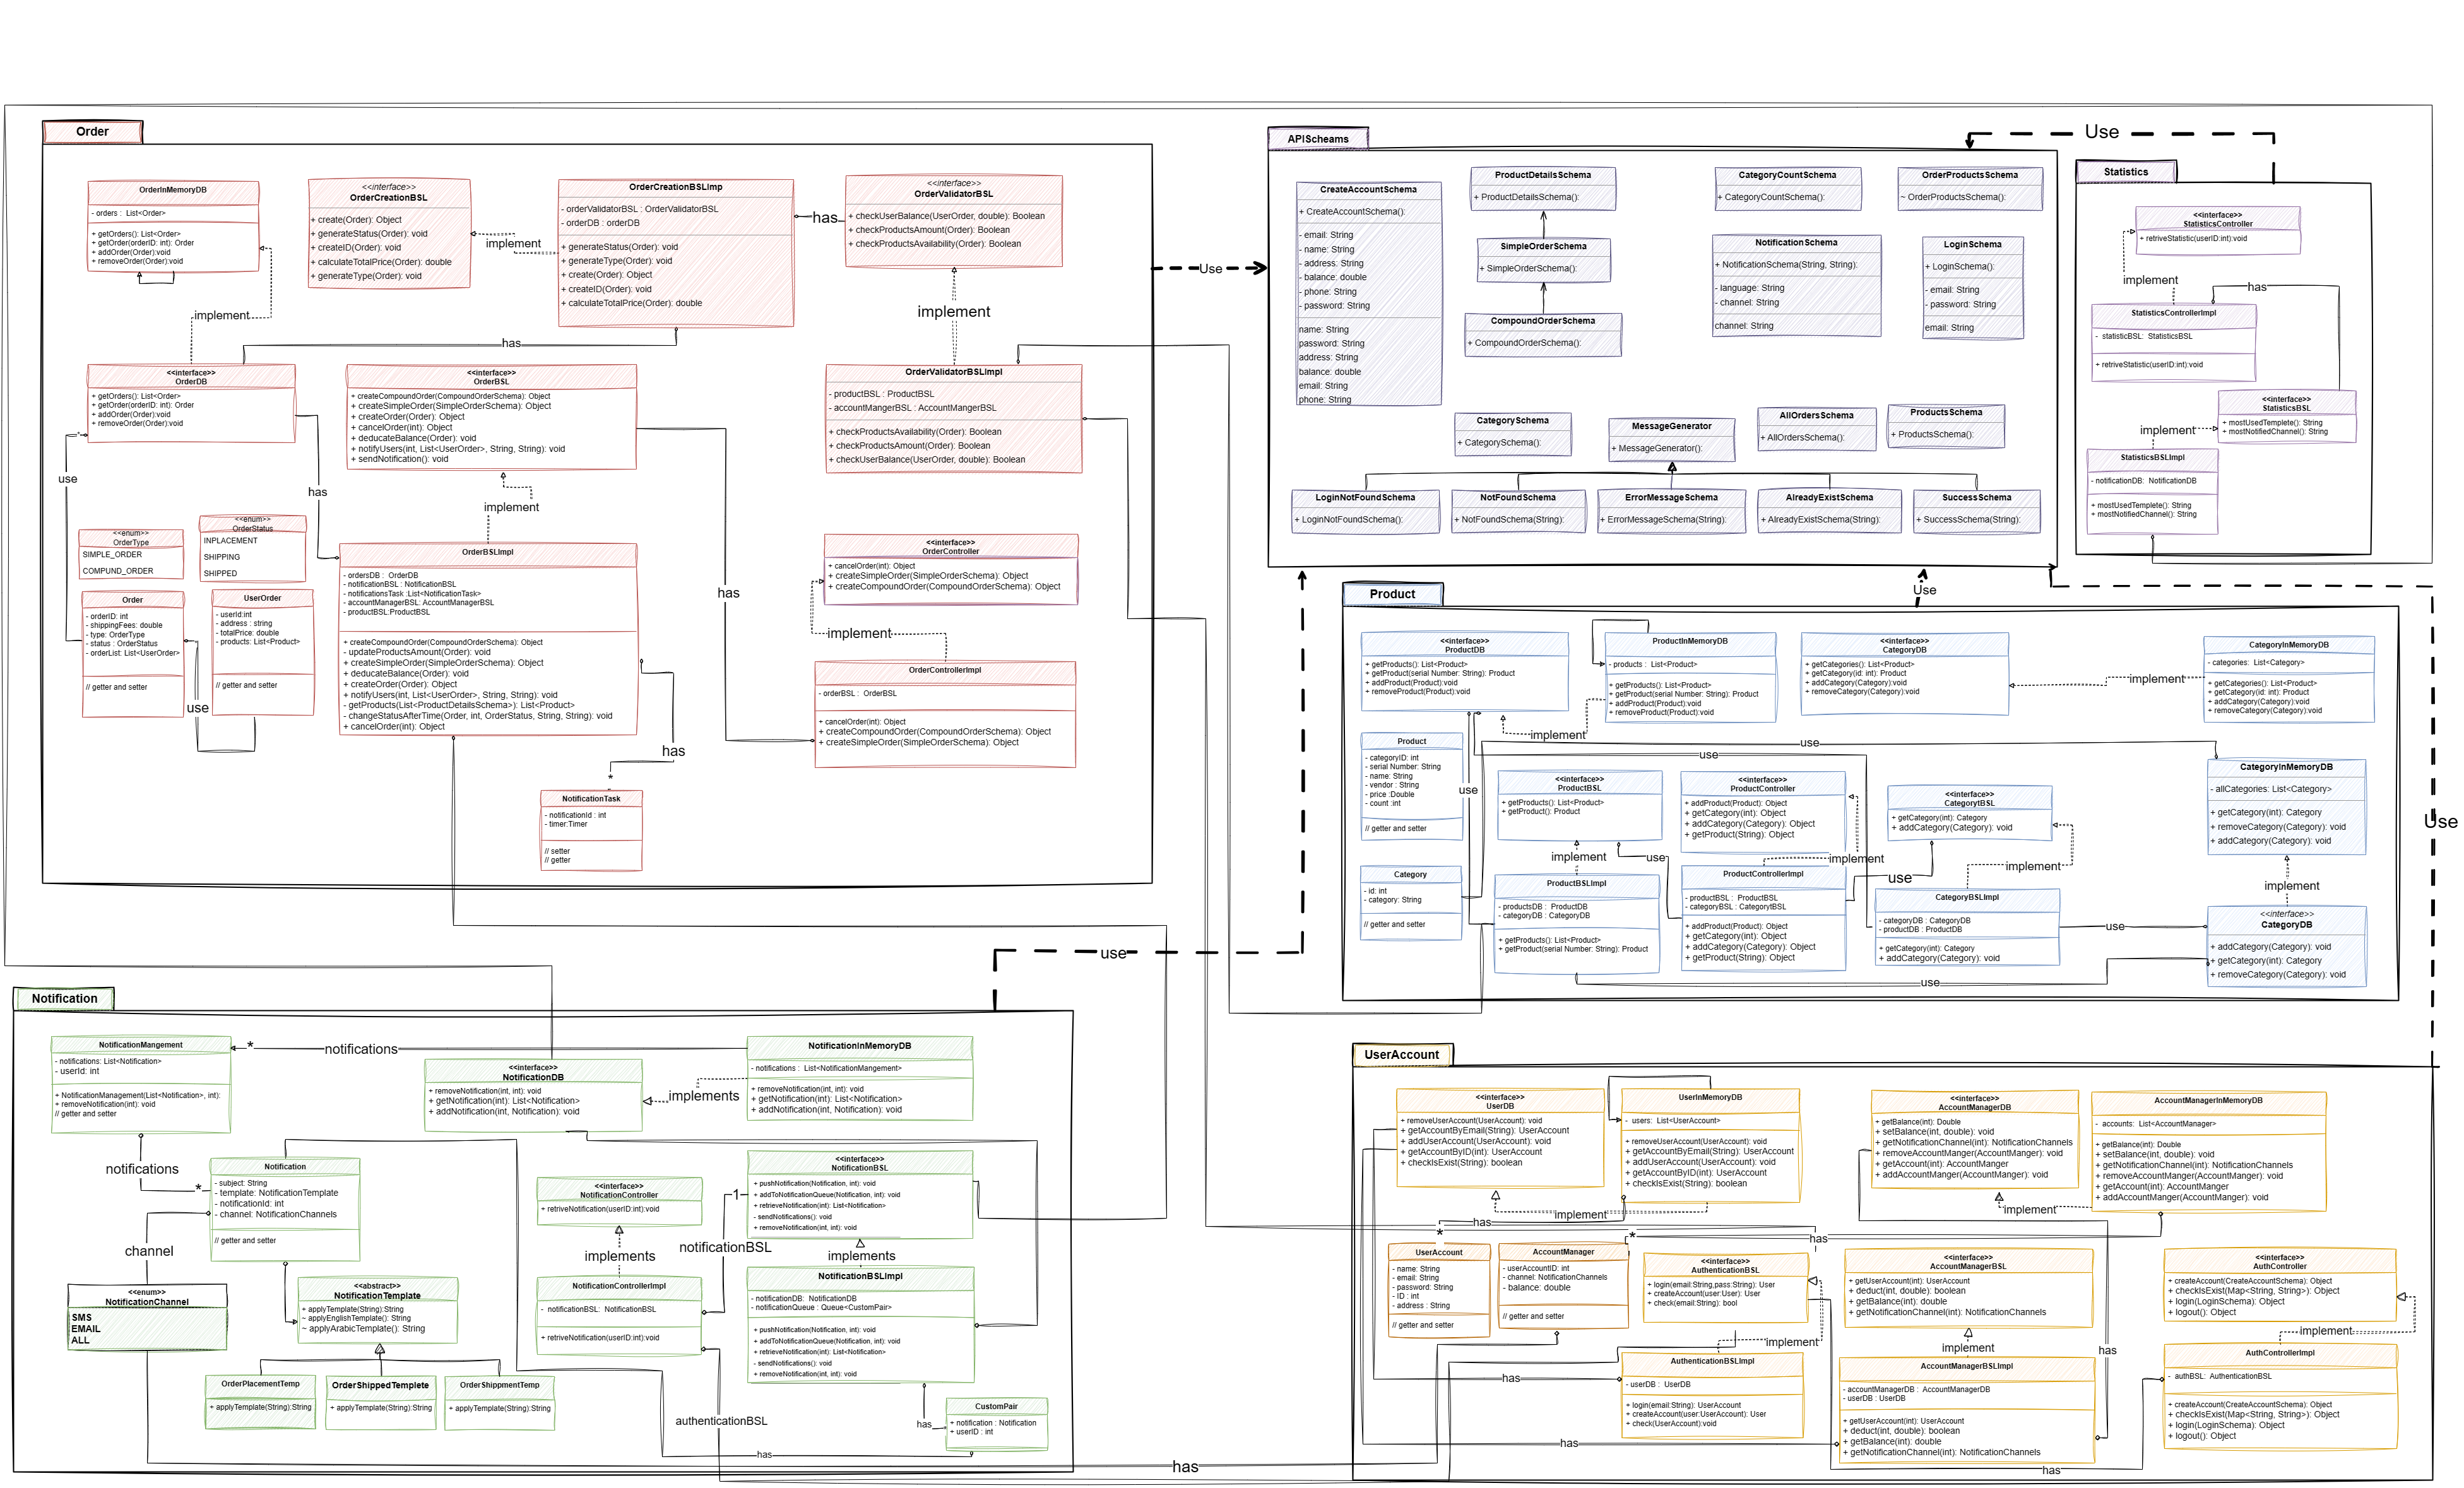 Order
OrderInMemoryDB
- orders :  List<Order>
+ getOrders(): List<Order>
+ getOrder(orderID: int): Order
+ addOrder(Order):void
+ removeOrder(Order):void
<<interface>>
OrderCreationBSL
+ create(Order): Object
+ generateStatus(Order): void
+ createID(Order): void
+ calculateTotalPrice(Order): double
+ generateType(Order): void
implement
OrderCreationBSLImp
- orderValidatorBSL : OrderValidatorBSL
- orderDB : orderDB
+ generateStatus(Order): void
+ generateType(Order): void
+ create(Order): Object
+ createID(Order): void
+ calculateTotalPrice(Order): double
has
<<interface>>
OrderValidatorBSL
+ checkUserBalance(UserOrder, double): Boolean
+ checkProductsAmount(Order): Boolean
+ checkProductsAvailability(Order): Boolean
implement
implement
has
<<interface>>
OrderDB
+ getOrders(): List<Order>
+ getOrder(orderID: int): Order
+ addOrder(Order):void
+ removeOrder(Order):void
<<interface>>
OrderBSL
+ createCompoundOrder(CompoundOrderSchema): Object
+ createSimpleOrder(SimpleOrderSchema): Object
+ createOrder(Order): Object
+ cancelOrder(int): Object
+ deducateBalance(Order): void
+ notifyUsers(int, List<UserOrder>, String, String): void
+ sendNotification(): void
OrderValidatorBSLImpl
- productBSL : ProductBSL
- accountMangerBSL : AccountMangerBSL
+ checkProductsAvailability(Order): Boolean
+ checkProductsAmount(Order): Boolean
+ checkUserBalance(UserOrder, double): Boolean
use
has
implement
<<enum>>
OrderType
SIMPLE_ORDER
COMPUND_ORDER
<<enum>>
OrderStatus
INPLACEMENT
SHIPPING
SHIPPED
Order
- orderID: int
- shippingFees: double
- type: OrderType
- status : OrderStatus
- orderList: List<UserOrder>
// getter and setter
UserOrder
- userId:int
- address : string
- totalPrice: double
- products: List<Product>
// getter and setter
use
OrderBSLImpl
- ordersDB :  OrderDB
- notificationBSL : NotificationBSL
- notificationsTask :List<NotificationTask>
- accountManagerBSL: AccountManagerBSL
- productBSL:ProductBSL
+ createCompoundOrder(CompoundOrderSchema): Object
- updateProductsAmount(Order): void
+ createSimpleOrder(SimpleOrderSchema): Object
+ deducateBalance(Order): void
+ createOrder(Order): Object
+ notifyUsers(int, List<UserOrder>, String, String): void
- getProducts(List<ProductDetailsSchema>): List<Product>
- changeStatusAfterTime(Order, int, OrderStatus, String, String): void
+ cancelOrder(int): Object
has
<<interface>>
OrderController
+ cancelOrder(int): Object
+ createSimpleOrder(SimpleOrderSchema): Object
+ createCompoundOrder(CompoundOrderSchema): Object
implement
OrderControllerImpl
- orderBSL :  OrderBSL
+ cancelOrder(int): Object
+ createCompoundOrder(CompoundOrderSchema): Object
+ createSimpleOrder(SimpleOrderSchema): Object
has
*
NotificationTask
- notificationId : int
- timer:Timer
// setter
// getter
Use
APIScheams
CreateAccountSchema
+ CreateAccountSchema():
- email: String
- name: String
- address: String
- balance: double
- phone: String
- password: String
name: String
password: String
address: String
balance: double
email: String
phone: String
ProductDetailsSchema
+ ProductDetailsSchema():
SimpleOrderSchema
+ SimpleOrderSchema():
CompoundOrderSchema
+ CompoundOrderSchema():
CategoryCountSchema
+ CategoryCountSchema():
OrderProductsSchema
~ OrderProductsSchema():
NotificationSchema
+ NotificationSchema(String, String):
- language: String
- channel: String
channel: String
LoginSchema
+ LoginSchema():
- email: String
- password: String
email: String
CategorySchema
+ CategorySchema():
MessageGenerator
+ MessageGenerator():
AllOrdersSchema
+ AllOrdersSchema():
ProductsSchema
+ ProductsSchema():
LoginNotFoundSchema
+ LoginNotFoundSchema():
NotFoundSchema
+ NotFoundSchema(String):
ErrorMessageSchema
+ ErrorMessageSchema(String):
AlreadyExistSchema
+ AlreadyExistSchema(String):
SuccessSchema
+ SuccessSchema(String):
Use
Statistics
<<interface>>
StatisticsController
+ retriveStatistic(userID:int):void
implement
has
StatisticsControllerImpl
-  statisticBSL:  StatisticsBSL
+ retriveStatistic(userID:int):void
<<interface>>
StatisticsBSL
+ mostUsedTemplete(): String
+ mostNotifiedChannel(): String
implement
StatisticsBSLImpl
- notificationDB:  NotificationDB
+ mostUsedTemplete(): String
+ mostNotifiedChannel(): String
Use
Use
Product
<<interface>>
ProductDB
+ getProducts(): List<Product>
+ getProduct(serial Number: String): Product
+ addProduct(Product):void
+ removeProduct(Product):void
ProductInMemoryDB
- products :  List<Product>
+ getProducts(): List<Product>
+ getProduct(serial Number: String): Product
+ addProduct(Product):void
+ removeProduct(Product):void
<<interface>>
CategoryDB
+ getCategories(): List<Product>
+ getCategory(id: int): Product
+ addCategory(Category):void
+ removeCategory(Category):void
implement
CategoryInMemoryDB
- categories:  List<Category>
+ getCategories(): List<Product>
+ getCategory(id: int): Product
+ addCategory(Category):void
+ removeCategory(Category):void
implement
use
use
use
Product
- categoryID: int
- serial Number: String
- name: String
- vendor : String
- price :Double
- count :int
// getter and setter
<<interface>>
ProductBSL
+ getProducts(): List<Product>
+ getProduct(): Product
<<interface>>
ProductController
+ addProduct(Product): Object
+ getCategory(int): Object
+ addCategory(Category): Object
+ getProduct(String): Object
<<interface>>
CategorytBSL
+ getCategory(int): Category
+ addCategory(Category): void
CategoryInMemoryDB
- allCategories: List<Category>
+ getCategory(int): Category
+ removeCategory(Category): void
+ addCategory(Category): void
implement
use
implement
implement
use
implement
Category
- id: int
- category: String
// getter and setter
ProductBSLImpl
- productsDB :  ProductDB
- categoryDB : CategoryDB
+ getProducts(): List<Product>
+ getProduct(serial Number: String): Product
ProductControllerImpl
- productBSL :  ProductBSL
- categoryBSL : CategorytBSL
+ addProduct(Product): Object
+ getCategory(int): Object
+ addCategory(Category): Object
+ getProduct(String): Object
CategoryBSLImpl
- categoryDB : CategoryDB
- productDB : ProductDB
+ getCategory(int): Category
+ addCategory(Category): void
use
<<interface>>
CategoryDB
+ addCategory(Category): void
+ getCategory(int): Category
+ removeCategory(Category): void
use
use
Notification
NotificationMangement
- notifications: List<Notification>
- userId: int
+ NotificationManagement(List<Notification>, int):
+ removeNotification(int): void
// getter and setter
*
notifications
<<interface>>
NotificationDB
+ removeNotification(int, int): void
+ getNotification(int): List<Notification>
+ addNotification(int, Notification): void
implements
NotificationInMemoryDB
- notifications :  List<NotificationMangement>
+ removeNotification(int, int): void
+ getNotification(int): List<Notification>
+ addNotification(int, Notification): void
notifications
*
Notification
- subject: String
- template: NotificationTemplate
- notificationId: int
- channel: NotificationChannels
// getter and setter
channel
<<enum>>
NotificationChannel
SMS
EMAIL
ALL
<<abstract>>
NotificationTemplate
+ applyTemplate(String):String
~ applyEnglishTemplate(): String
~ applyArabicTemplate(): String
OrderPlacementTemp
+ applyTemplate(String):String
OrderShippedTemplete
+ applyTemplate(String):String
OrderShippmentTemp
+ applyTemplate(String):String
<<interface>>
NotificationController
+ retriveNotification(userID:int):void
implements
NotificationControllerImpl
-  notificationBSL:  NotificationBSL
+ retriveNotification(userID:int):void
1
notificationBSL
<<interface>>
NotificationBSL
+ pushNotification(Notification, int): void
+ addToNotificationQueue(Notification, int): void
+ retrieveNotification(int): List<Notification>
- sendNotifications(): void
+ removeNotification(int, int): void
implements
NotificationBSLImpl
- notificationDB:  NotificationDB
- notificationQueue : Queue<CustomPair>
+ pushNotification(Notification, int): void
+ addToNotificationQueue(Notification, int): void
+ retrieveNotification(int): List<Notification>
- sendNotifications(): void
+ removeNotification(int, int): void
authenticationBSL
has
CustomPair
+ notification : Notification
+ userID : int
has
has
UserAccount
<<interface>>
UserDB
+ removeUserAccount(UserAccount): void
+ getAccountByEmail(String): UserAccount
+ addUserAccount(UserAccount): void
+ getAccountByID(int): UserAccount
+ checkIsExist(String): boolean
UserInMemoryDB
-  users:  List<UserAccount>
+ removeUserAccount(UserAccount): void
+ getAccountByEmail(String): UserAccount
+ addUserAccount(UserAccount): void
+ getAccountByID(int): UserAccount
+ checkIsExist(String): boolean
<<interface>>
AccountManagerDB
+ getBalance(int): Double
+ setBalance(int, double): void
+ getNotificationChannel(int): NotificationChannels
+ removeAccountManger(AccountManger): void
+ getAccount(int): AccountManger
+ addAccountManger(AccountManger): void
AccountManagerInMemoryDB
-  accounts:  List<AccountManager>
+ getBalance(int): Double
+ setBalance(int, double): void
+ getNotificationChannel(int): NotificationChannels
+ removeAccountManger(AccountManger): void
+ getAccount(int): AccountManger
+ addAccountManger(AccountManger): void
implement
implement
has
*
*
has
UserAccount
- name: String
- email: String
- password: String
- ID : int
- address : String
// getter and setter
AccountManager
- userAccountID: int
- channel: NotificationChannels
- balance: double
// getter and setter
<<interface>>
AuthenticationBSL
+ login(email:String,pass:String): User
+ createAccount(user:User): User
+ check(email:String): bool
<<interface>>
AccountManagerBSL
+ getUserAccount(int): UserAccount
+ deduct(int, double): boolean
+ getBalance(int): double
+ getNotificationChannel(int): NotificationChannels
<<interface>>
AuthController
+ createAccount(CreateAccountSchema): Object
+ checkIsExist(Map<String, String>): Object
+ login(LoginSchema): Object
+ logout(): Object
implement
implement
has
implement
has
AuthenticationBSLImpl
- userDB :  UserDB
+ login(email:String): UserAccount
+ createAccount(user:UserAccount): User
+ check(UserAccount):void
AccountManagerBSLImpl
- accountManagerDB :  AccountManagerDB
- userDB : UserDB
+ getUserAccount(int): UserAccount
+ deduct(int, double): boolean
+ getBalance(int): double
+ getNotificationChannel(int): NotificationChannels
AuthControllerImpl
-  authBSL:  AuthenticationBSL
+ createAccount(CreateAccountSchema): Object
+ checkIsExist(Map<String, String>): Object
+ login(LoginSchema): Object
+ logout(): Object
has
has